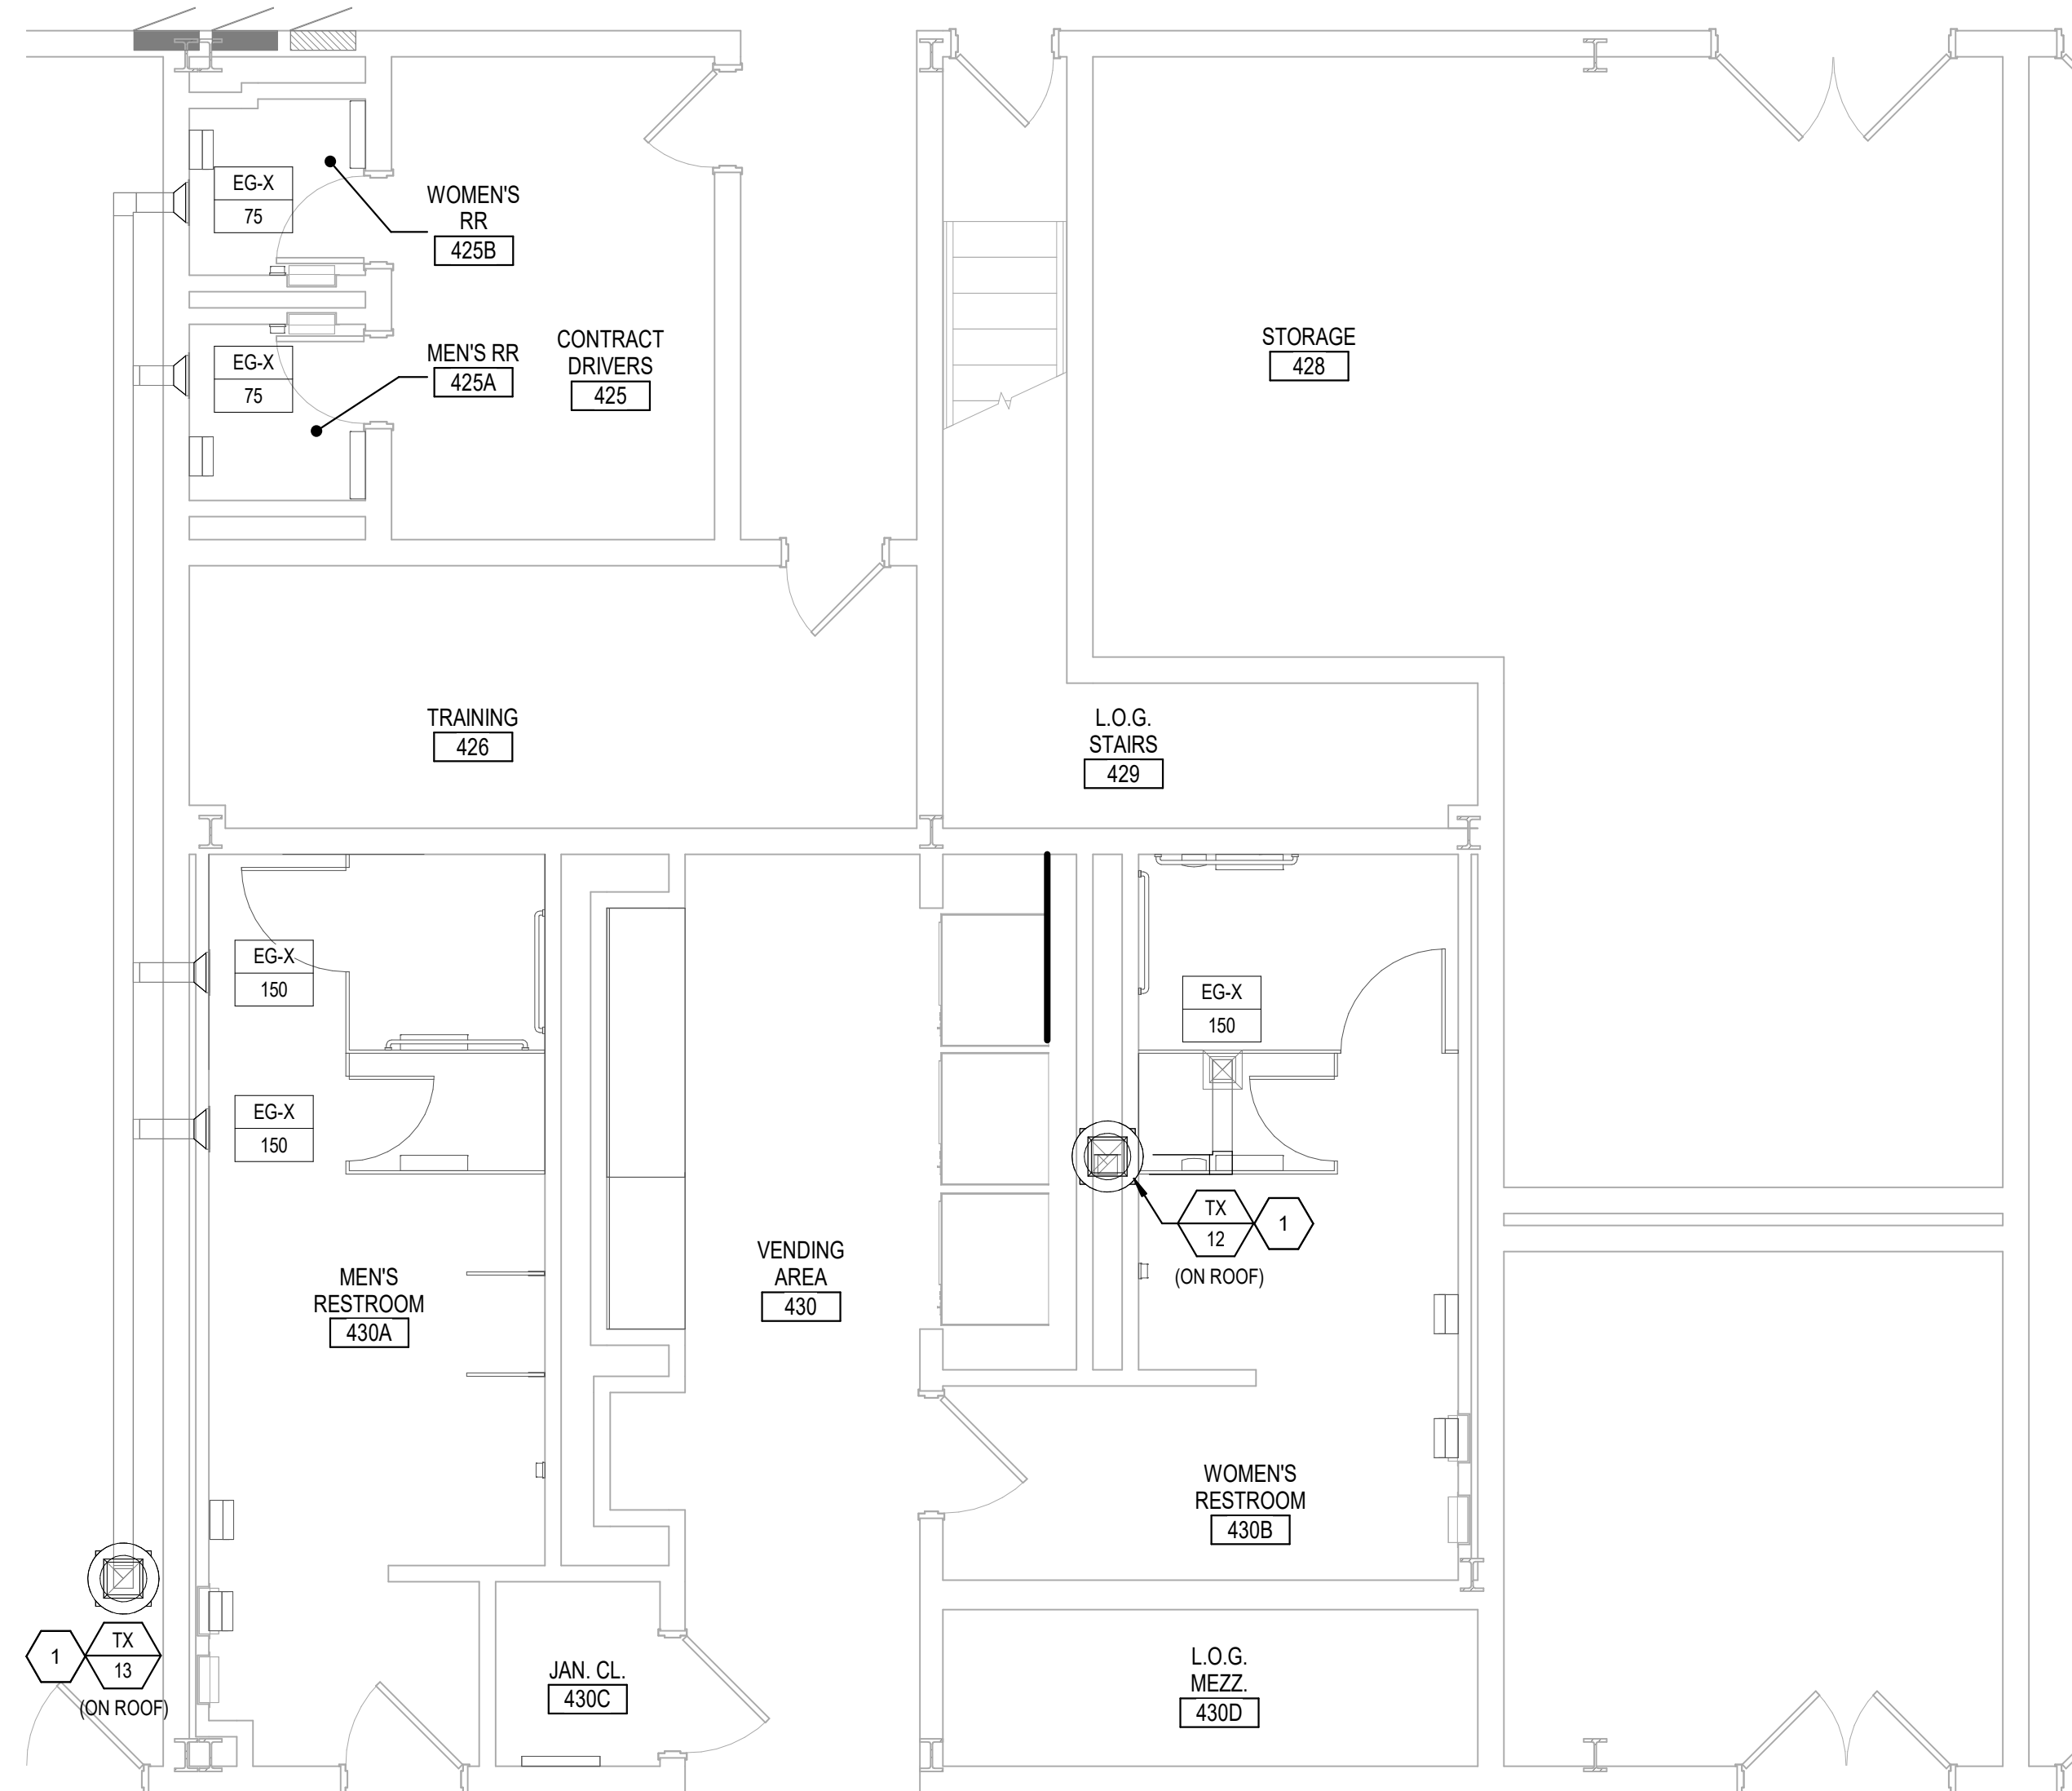 EG-X
75
WOMEN'S
RR
425B
EG-X
75
MEN'S RR
425A
CONTRACT
DRIVERS
425
STORAGE
428
TRAINING
426
L.O.G.
STAIRS
429
EG-X
150
EG-X
150
EG-X
150
TX
12
1
(ON ROOF)
MEN'S
RESTROOM
430A
VENDING
AREA
430
WOMEN'S
RESTROOM
430B
1
TX
13
(ON ROOF)
JAN. CL.
430C
L.O.G.
MEZZ.
430D